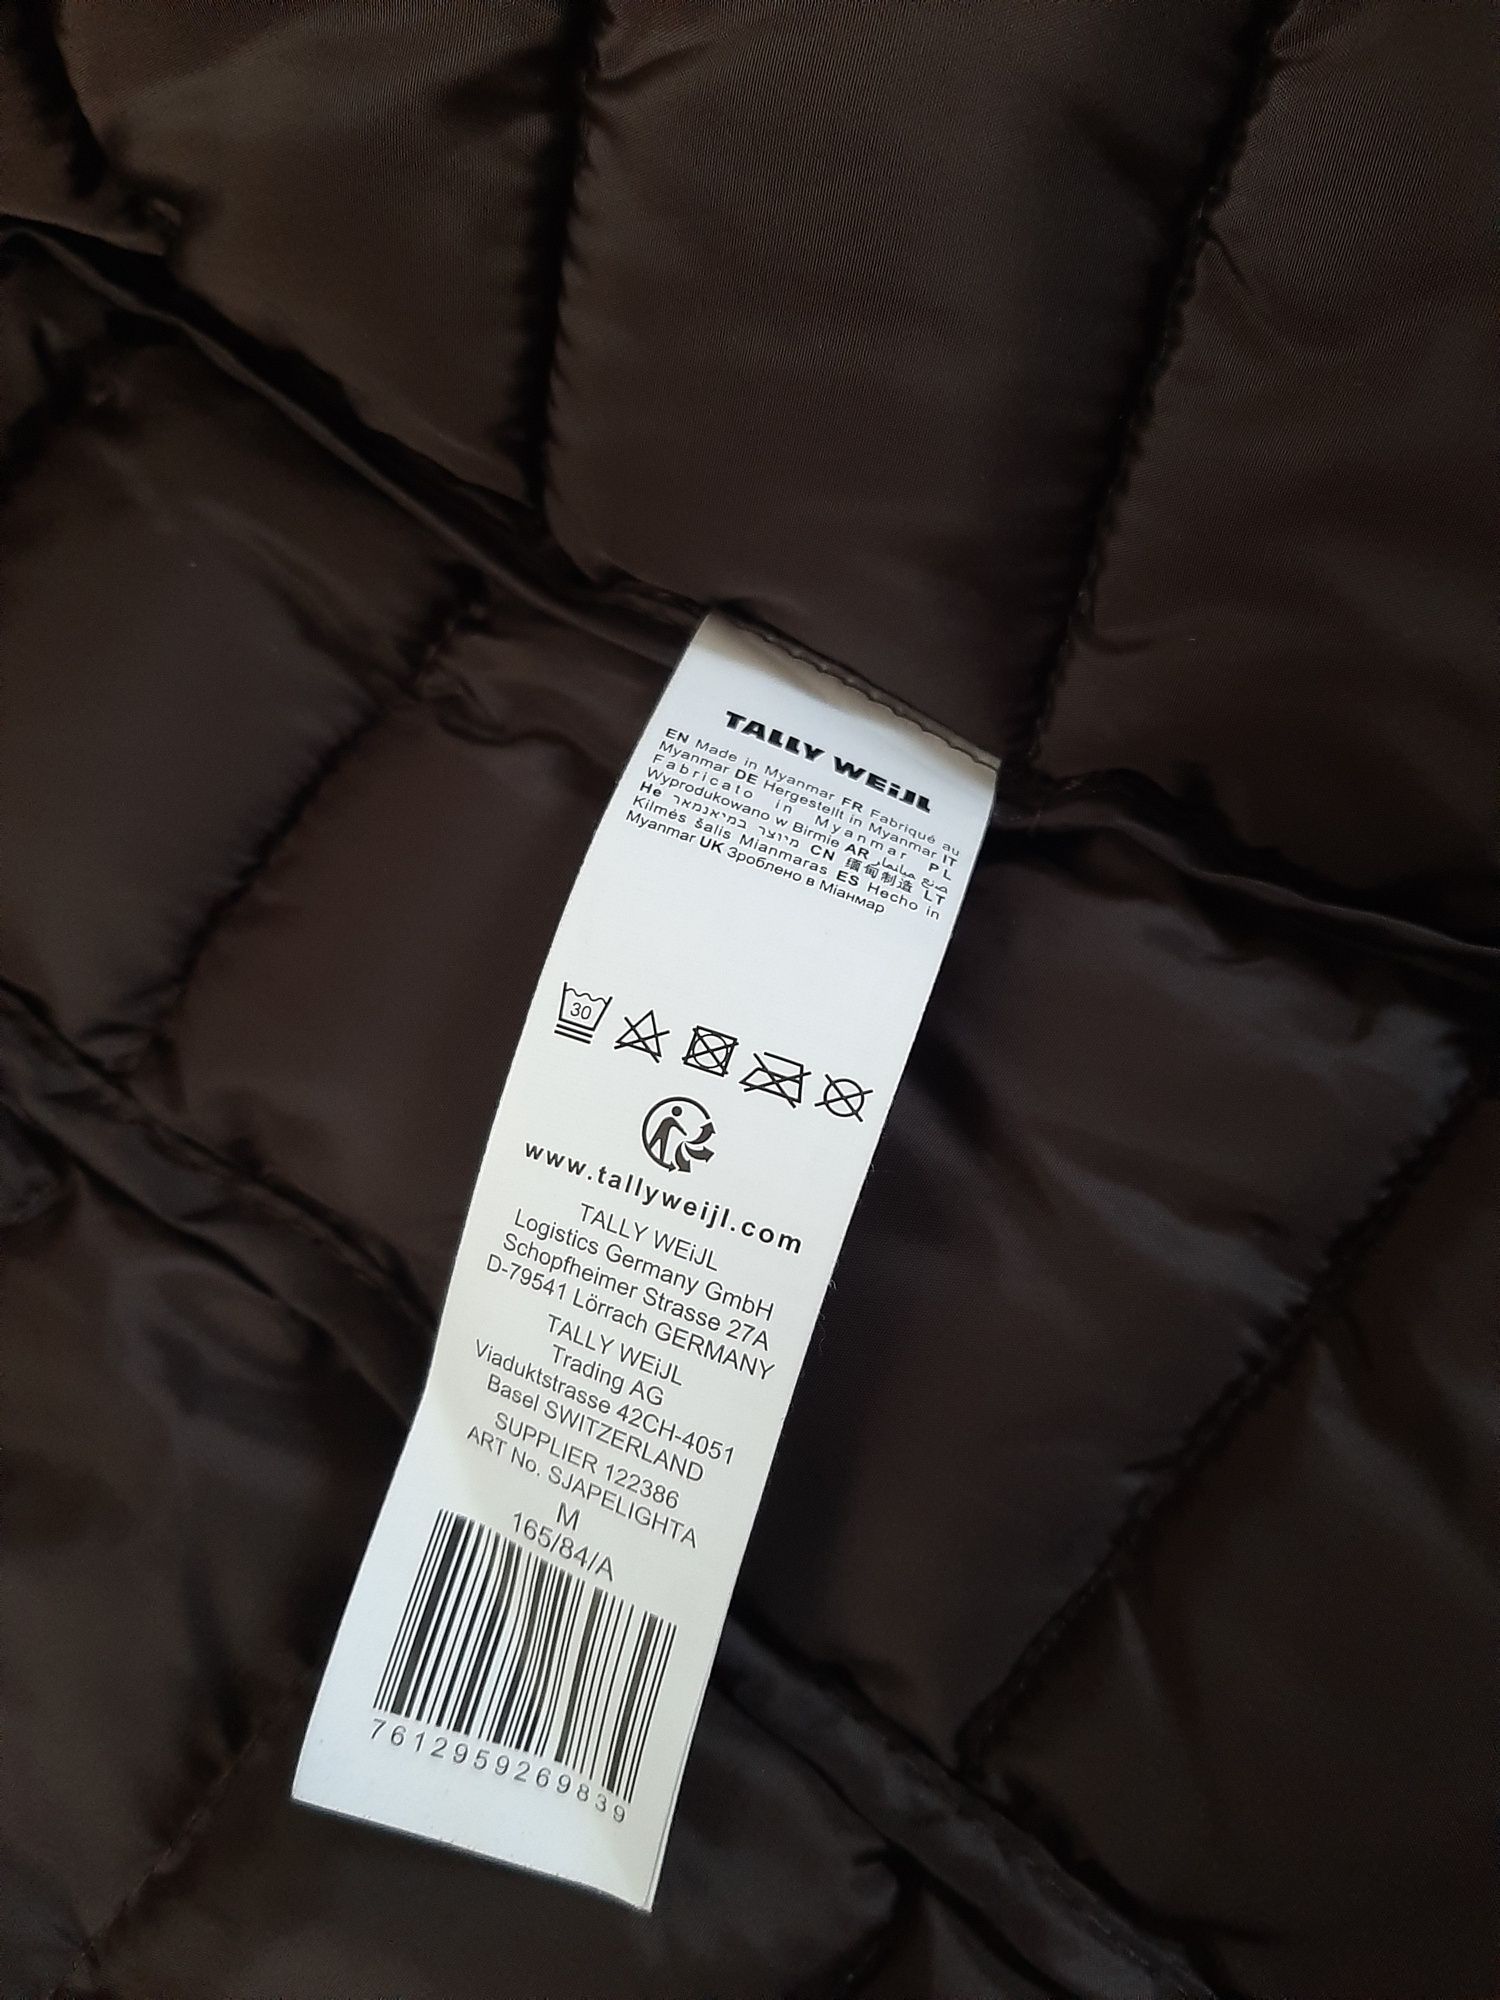 TALLY WEiJL
EN Made in Myanmar FR Fabriqué au
Myanmar DE Hergestellt in Myanmar IT
Fabricato in Myanmar PL
Wyprodukowano w Birmie AR صنع ميانمار
He מיוצר במיאנמאר CN 缅甸制造 LT
Kilmės šalis Mianmaras ES Hecho in
Myanmar UK Зроблено в Міанмар
30
www.tallyweijl.com
TALLY WEiJL
Logistics Germany GmbH
Schopfheimer Strasse 27A
D-79541 Lörrach GERMANY
TALLY WEiJL
Trading AG
Viaduktstrasse 42CH-4051
Basel SWITZERLAND
SUPPLIER 122386
ART No. SJAPELIGHTA
M
165/84/A
7612959269839